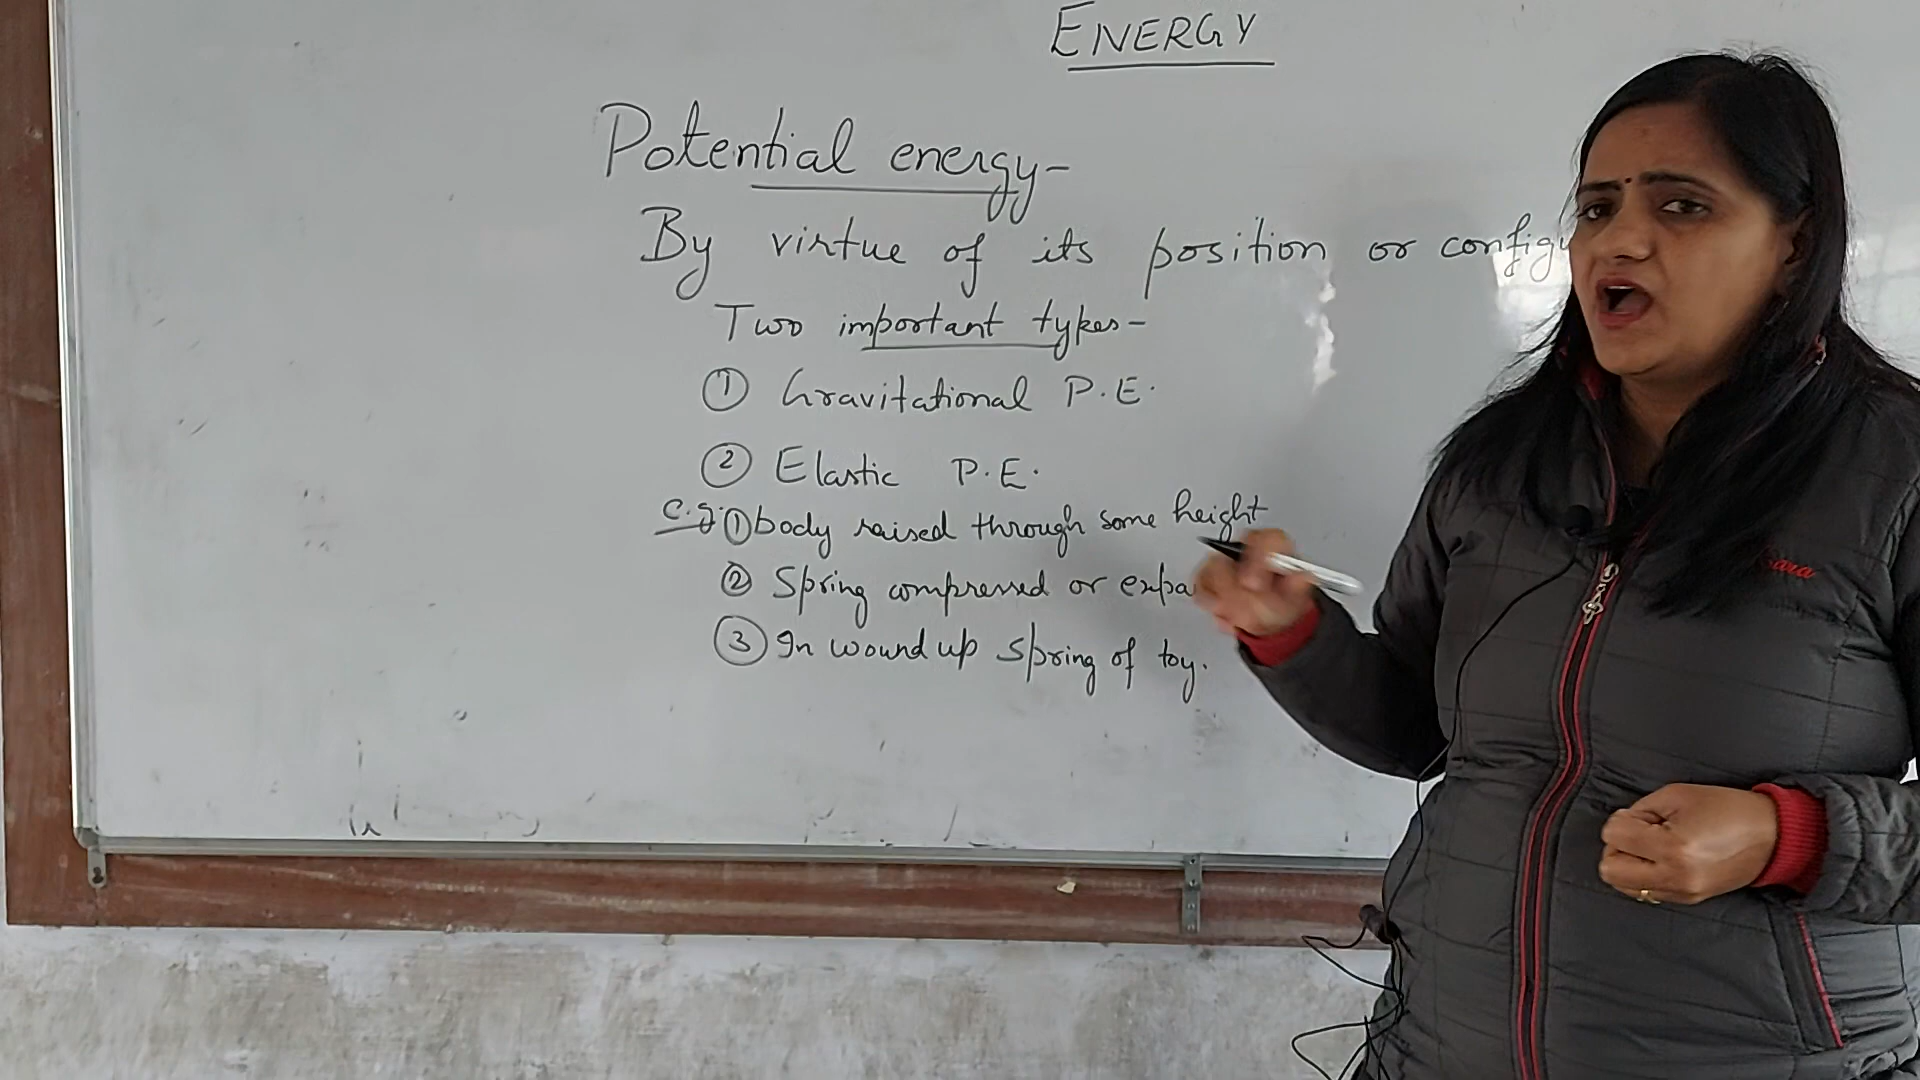 ENERGY
Potential energy-
By virtue of its position or configu
Two important types-
① Gravitational P.E.
② Elastic P.E.
e.g. ① body raised through some height
② Spring compressed or expa
③ In wound up spring of toy.